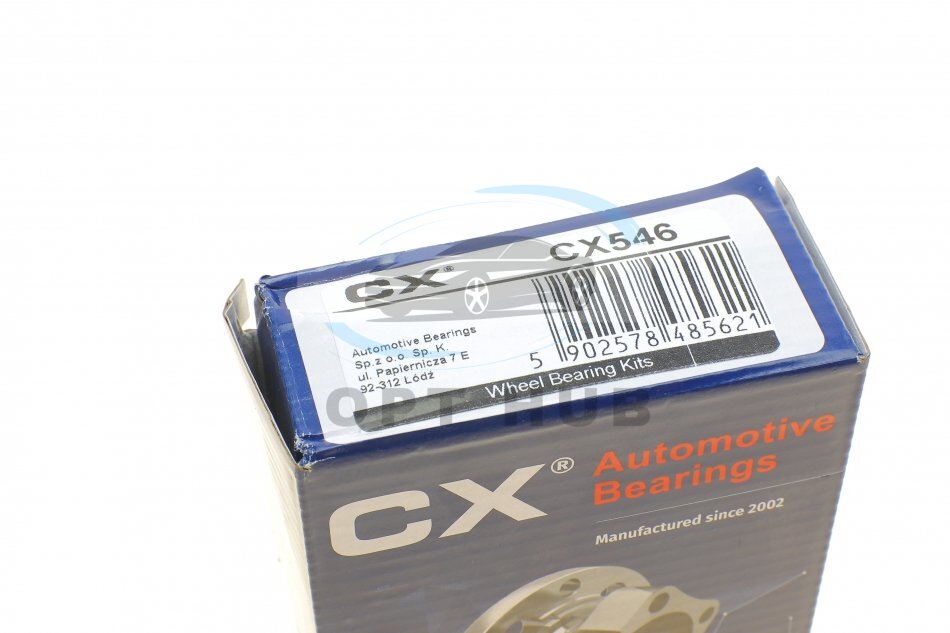 CX546
CX®
Automotive Bearings
Sp.z o.o. Sp. K.
ul. Papiernicza 7 E
92-312 Łódź
5 902578 485621
Wheel Bearing Kits
OPT HUB
CX®
Automotive
Bearings
Manufactured since 2002